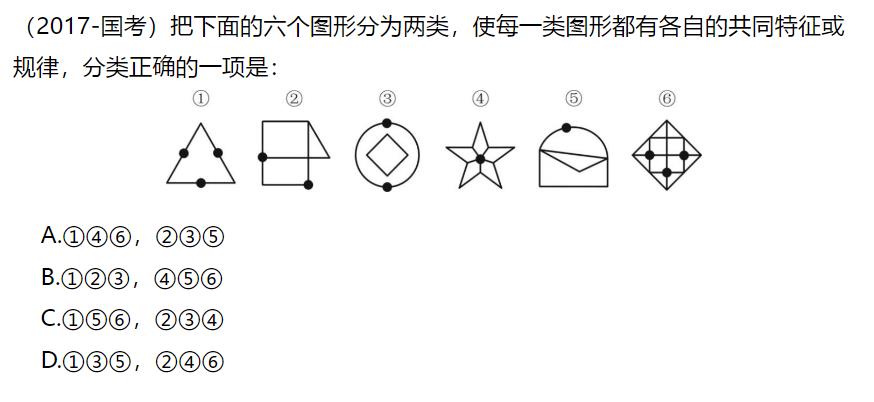 （2017-国考）把下面的六个图形分为两类，使每一类图形都有各自的共同特征或
规律，分类正确的一项是：
① ② ③ ④ ⑤ ⑥
A.①④⑥，②③⑤
B.①②③，④⑤⑥
C.①⑤⑥，②③④
D.①③⑤，②④⑥